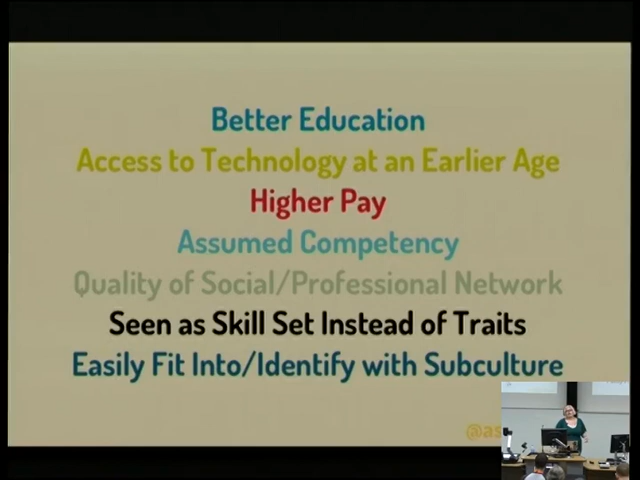 Better Education
Access to Technology at an Earlier Age
Higher Pay
Assumed Competency
Quality of Social/Professional Network
Seen as Skill Set Instead of Traits
Easily Fit Into/Identify with Subculture